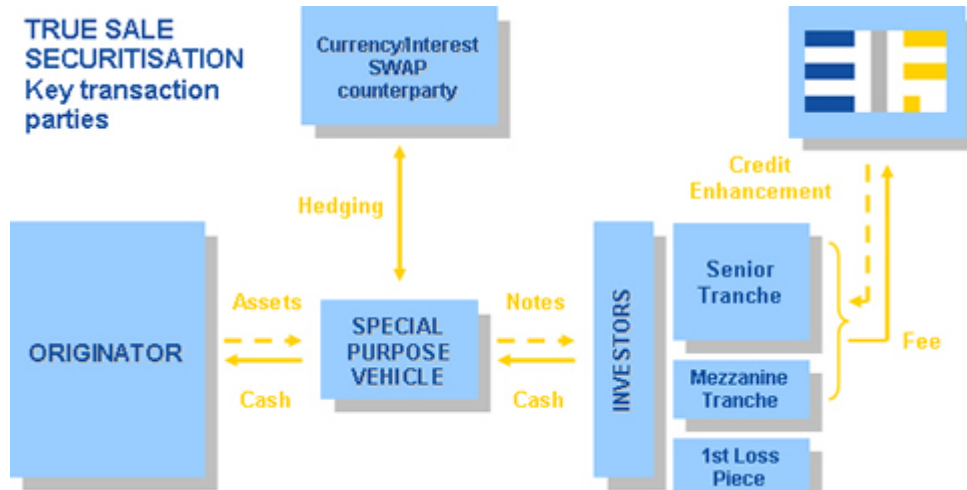 TRUE SALE
SECURITISATION
Key transaction
parties
Currency/Interest
SWAP
counterparty
Credit
Enhancement
Hedging
ORIGINATOR
Assets
Cash
SPECIAL
PURPOSE
VEHICLE
Notes
Cash
INVESTORS
Senior
Tranche
Mezzanine
Tranche
1st Loss
Piece
Fee